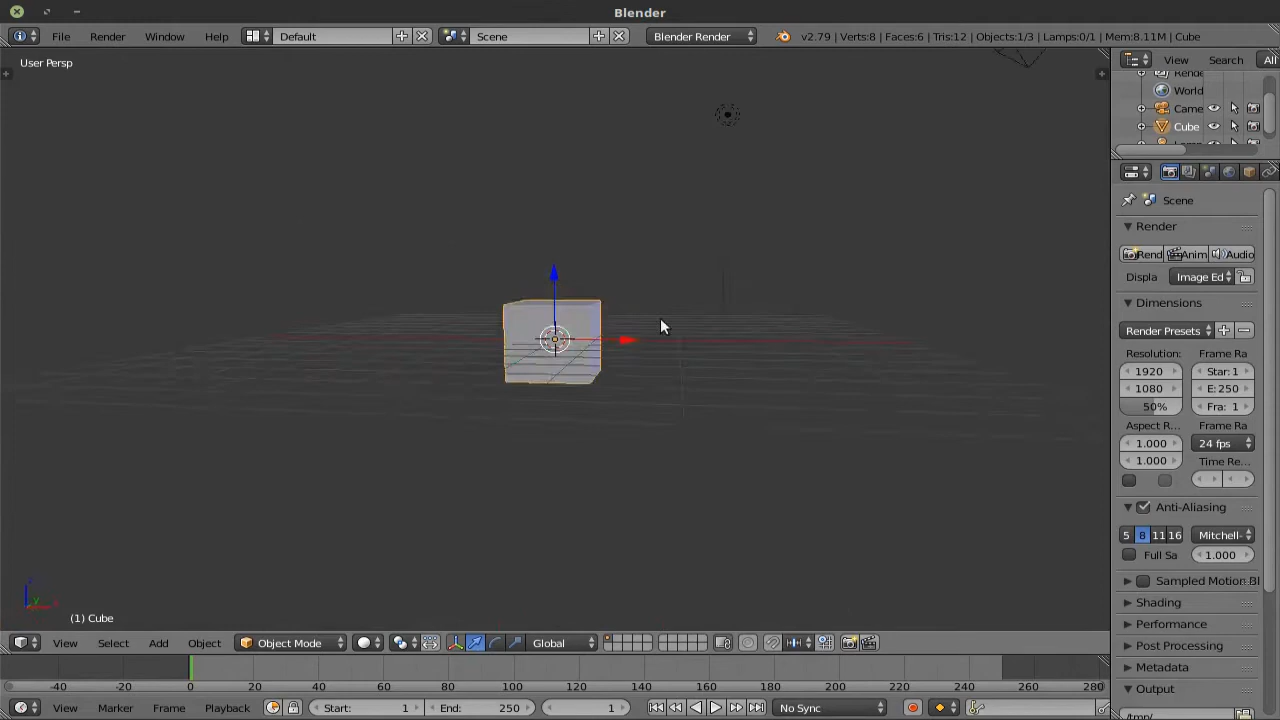 Blender
File Render Window Help Default Scene Blender Render v2.79 | Verts:8 | Faces:6 | Tris:12 | Objects:1/3 | Lamps:0/1 | Mem:8.11M | Cube
User Persp
View Search All
World
Came
Cube
Scene
Render
Rend Anim Audio
Displa Image Ed
Dimensions
Render Presets
Resolution: Frame Ra
1920 Star: 1
1080 E: 250
50% Fra: 1
Aspect R... Frame Ra
1.000 24 fps
1.000 Time Re...
Anti-Aliasing
5 8 11 16 Mitchell-
Full Sa 1.000
Sampled Motion Bl
Shading
Performance
Post Processing
Metadata
Output
/tmp/
(1) Cube
View Select Add Object Object Mode Global
-40 -20 0 20 40 60 80 100 120 140 160 180 200 220 240 260 280
View Marker Frame Playback Start: 1 End: 250 1 No Sync